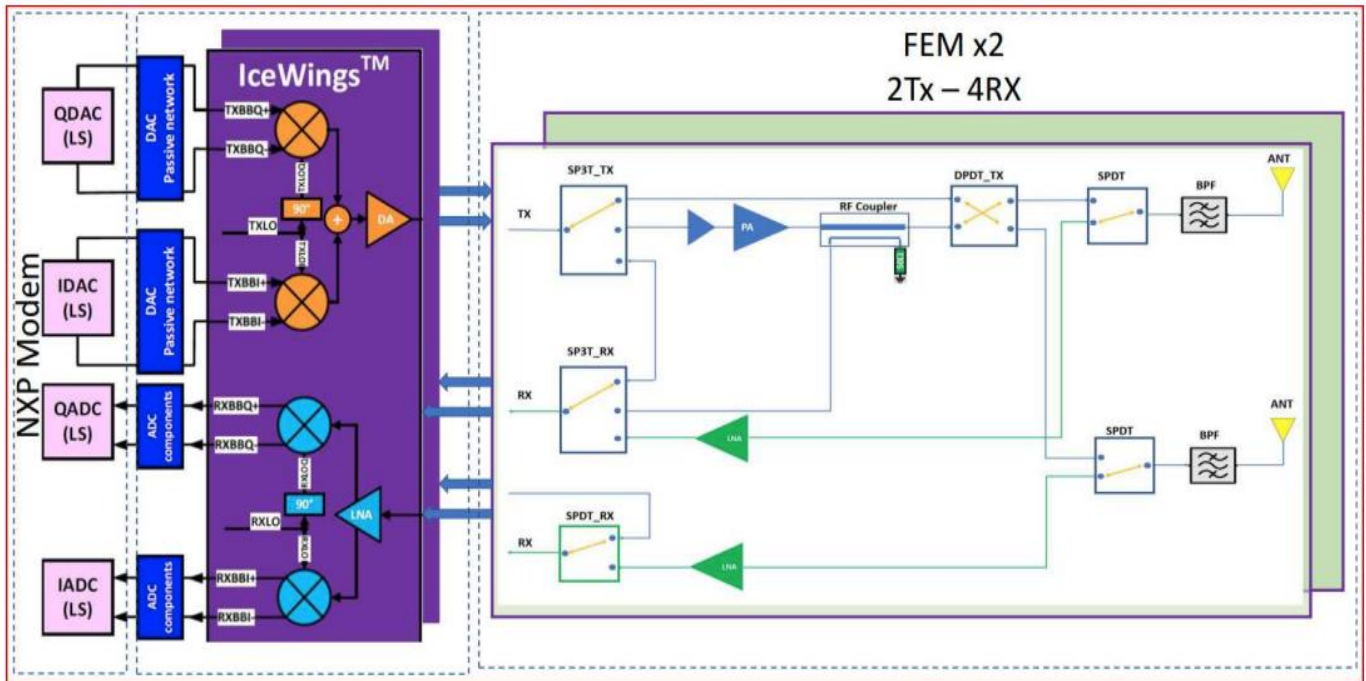 NXP Modem
QDAC
(LS)
IDAC
(LS)
QADC
(LS)
IADC
(LS)
DAC
Passive network
DAC
Passive network
ADC
components
ADC
components
IceWings™
TXBBQ+
TXBBQ-
TXLOQ
90°
TXLO
TXLOI
+
DA
TXBBI+
TXBBI-
RXBBQ+
RXBBQ-
RXLOQ
90°
RXLO
RXLOI
LNA
RXBBI+
RXBBI-
FEM x2
2Tx – 4RX
SP3T_TX
TX
PA
RF Coupler
DPDT_TX
SPDT
BPF
ANT
SP3T_RX
RX
LNA
SPDT
BPF
ANT
SPDT_RX
RX
LNA